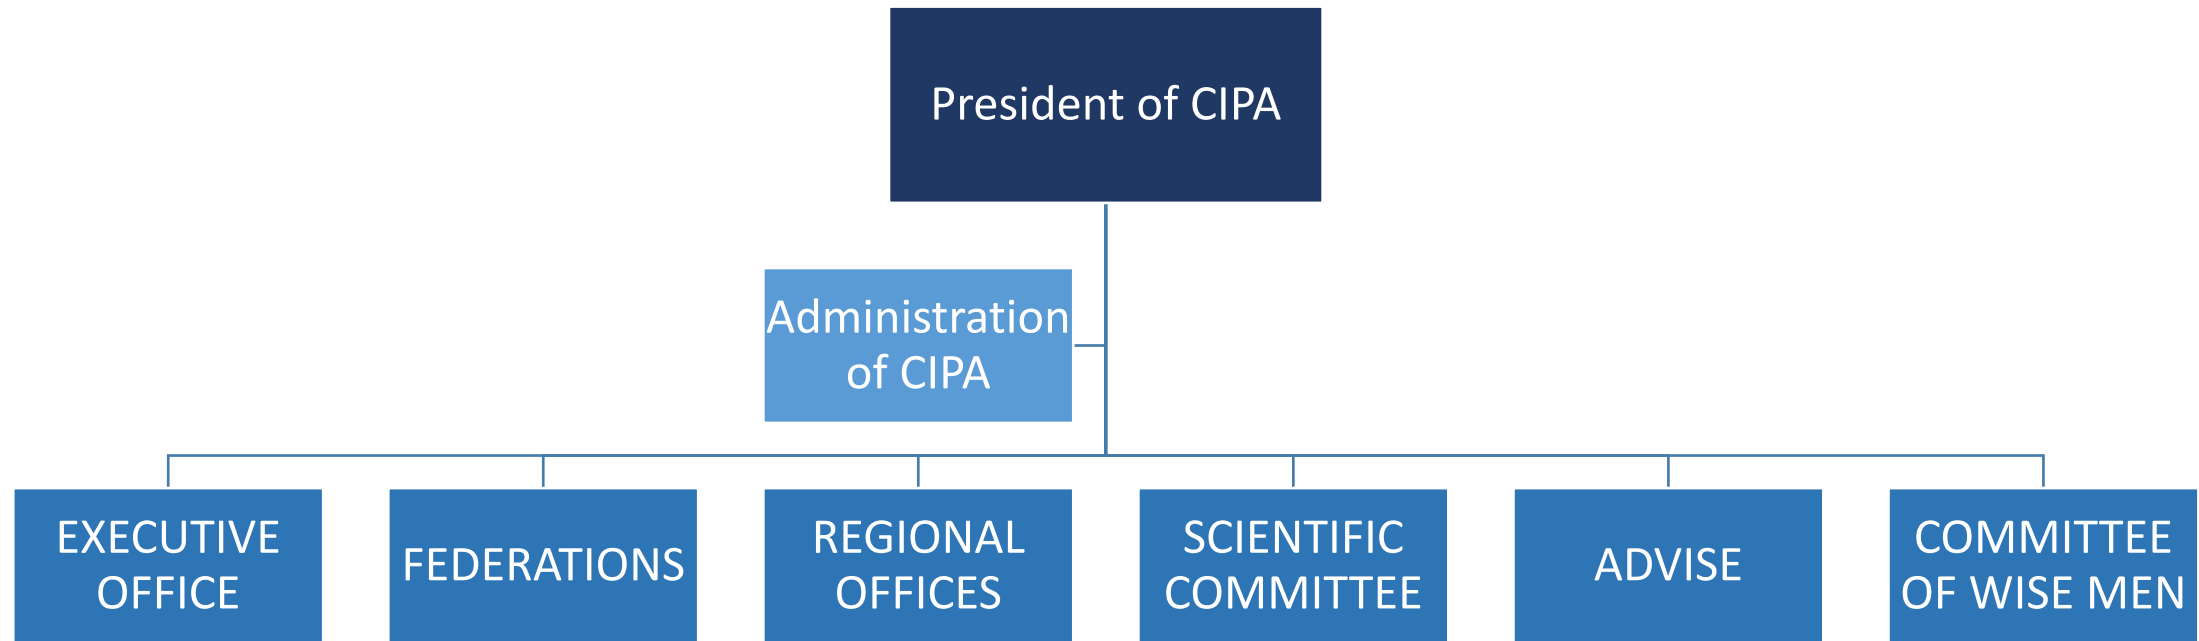 President of CIPA
Administration
of CIPA
EXECUTIVE
OFFICE
FEDERATIONS
REGIONAL
OFFICES
SCIENTIFIC
COMMITTEE
ADVISE
COMMITTEE
OF WISE MEN